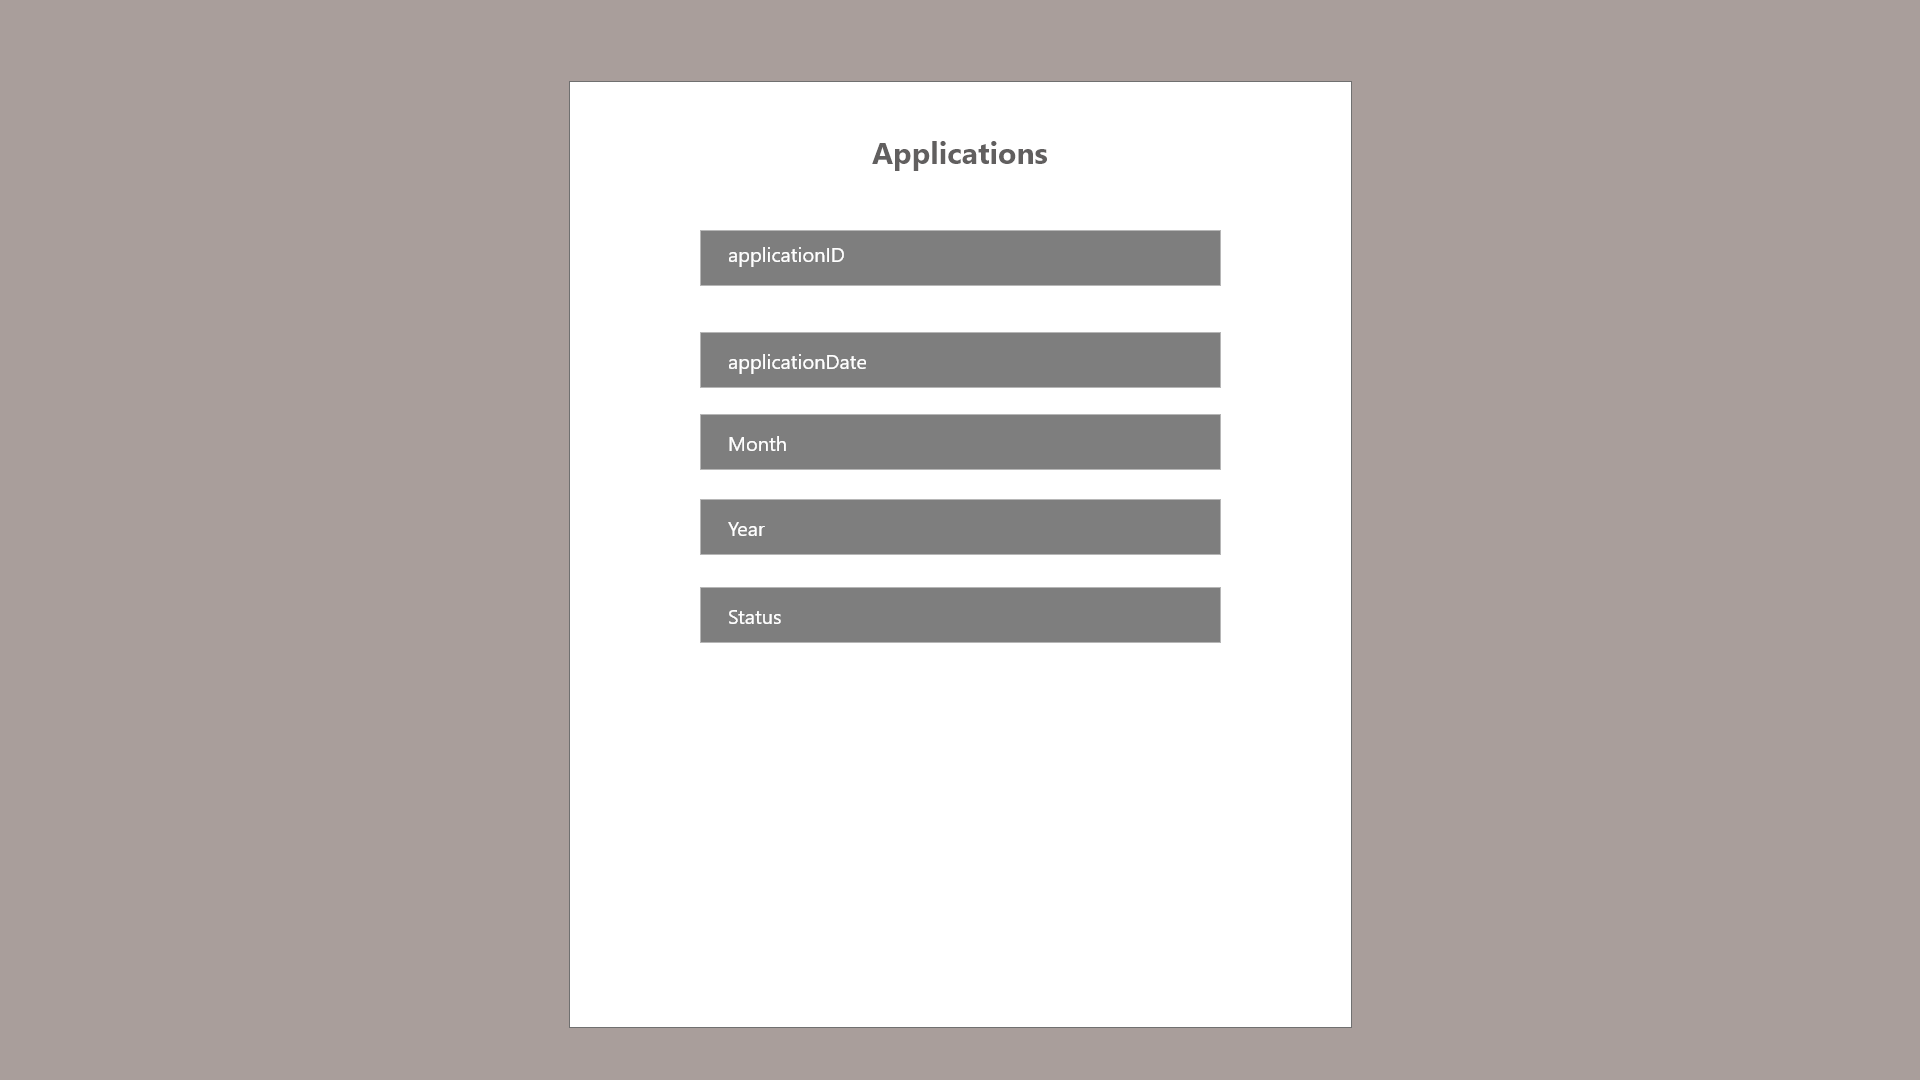 Applications
applicationID
applicationDate
Month
Year
Status